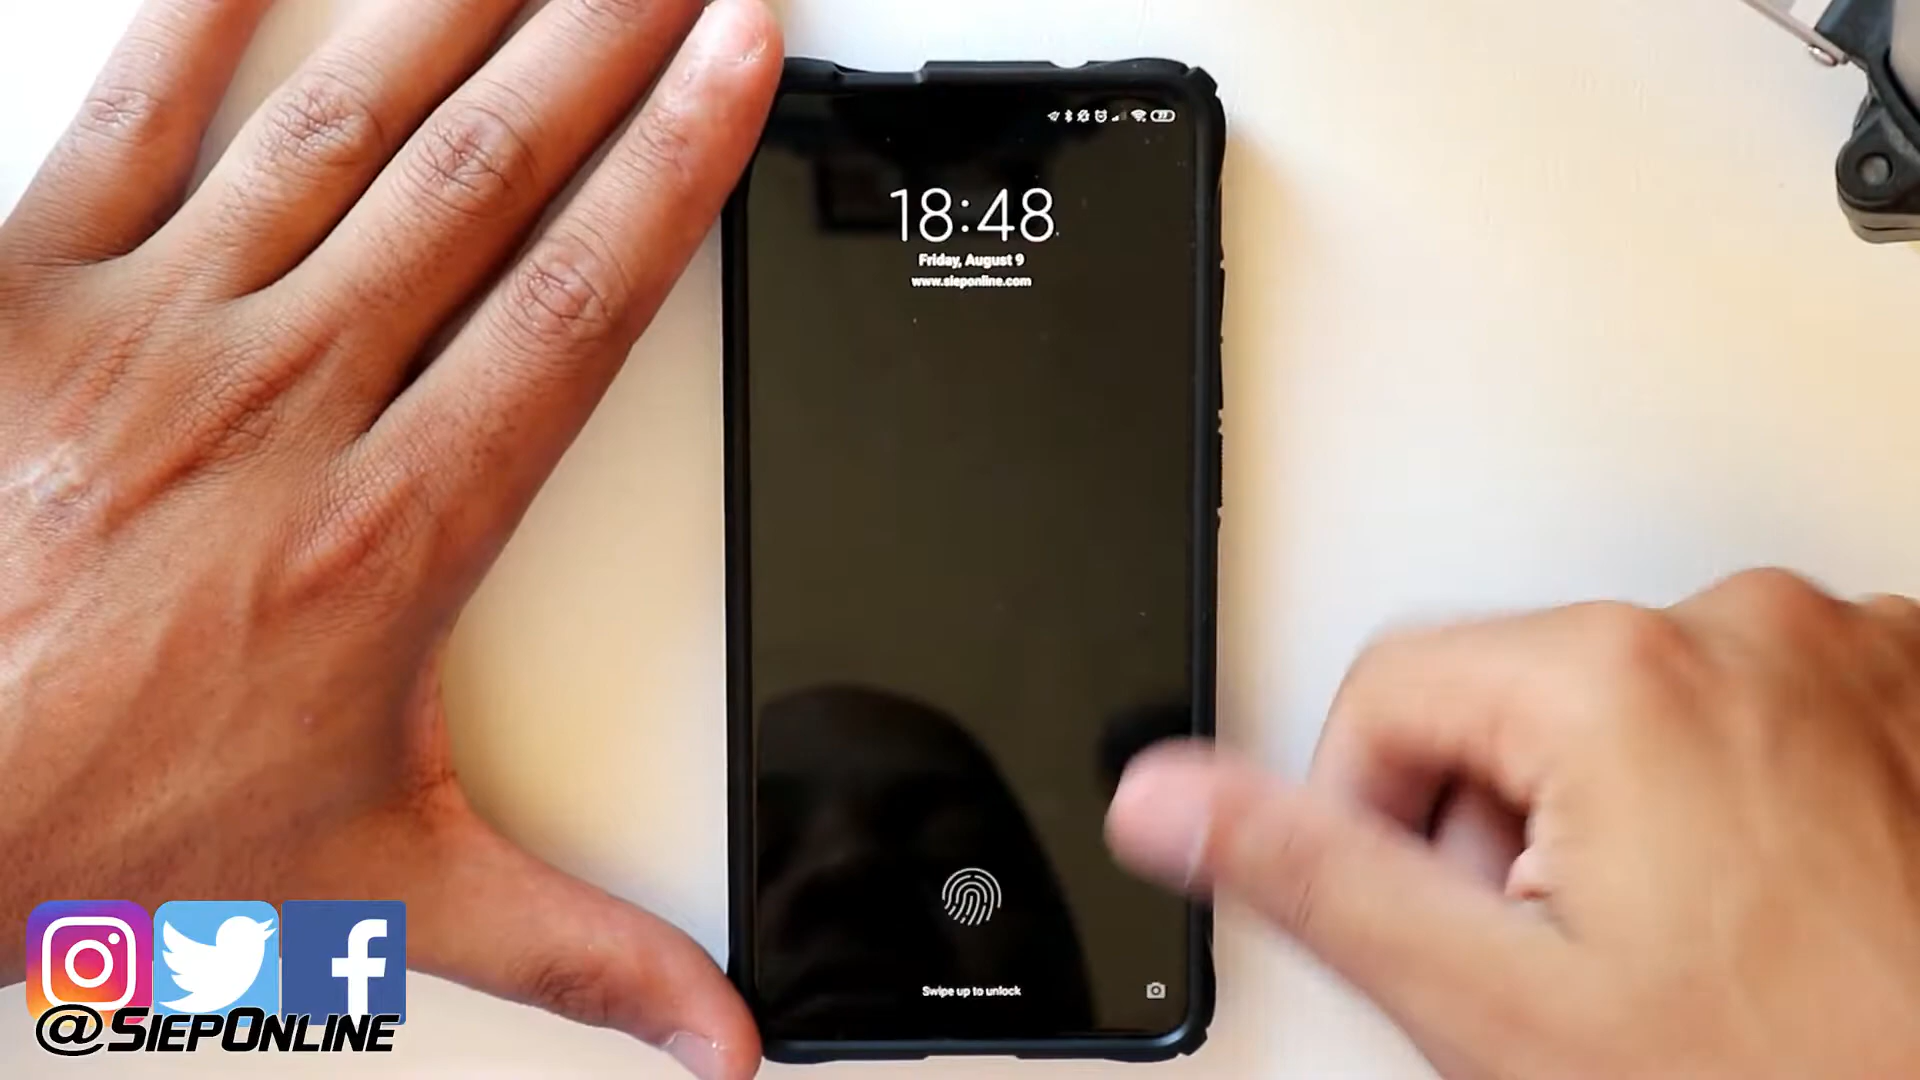 18:48
Friday, August 9
www.sieponline.com
Swipe up to unlock
@SiepOnline